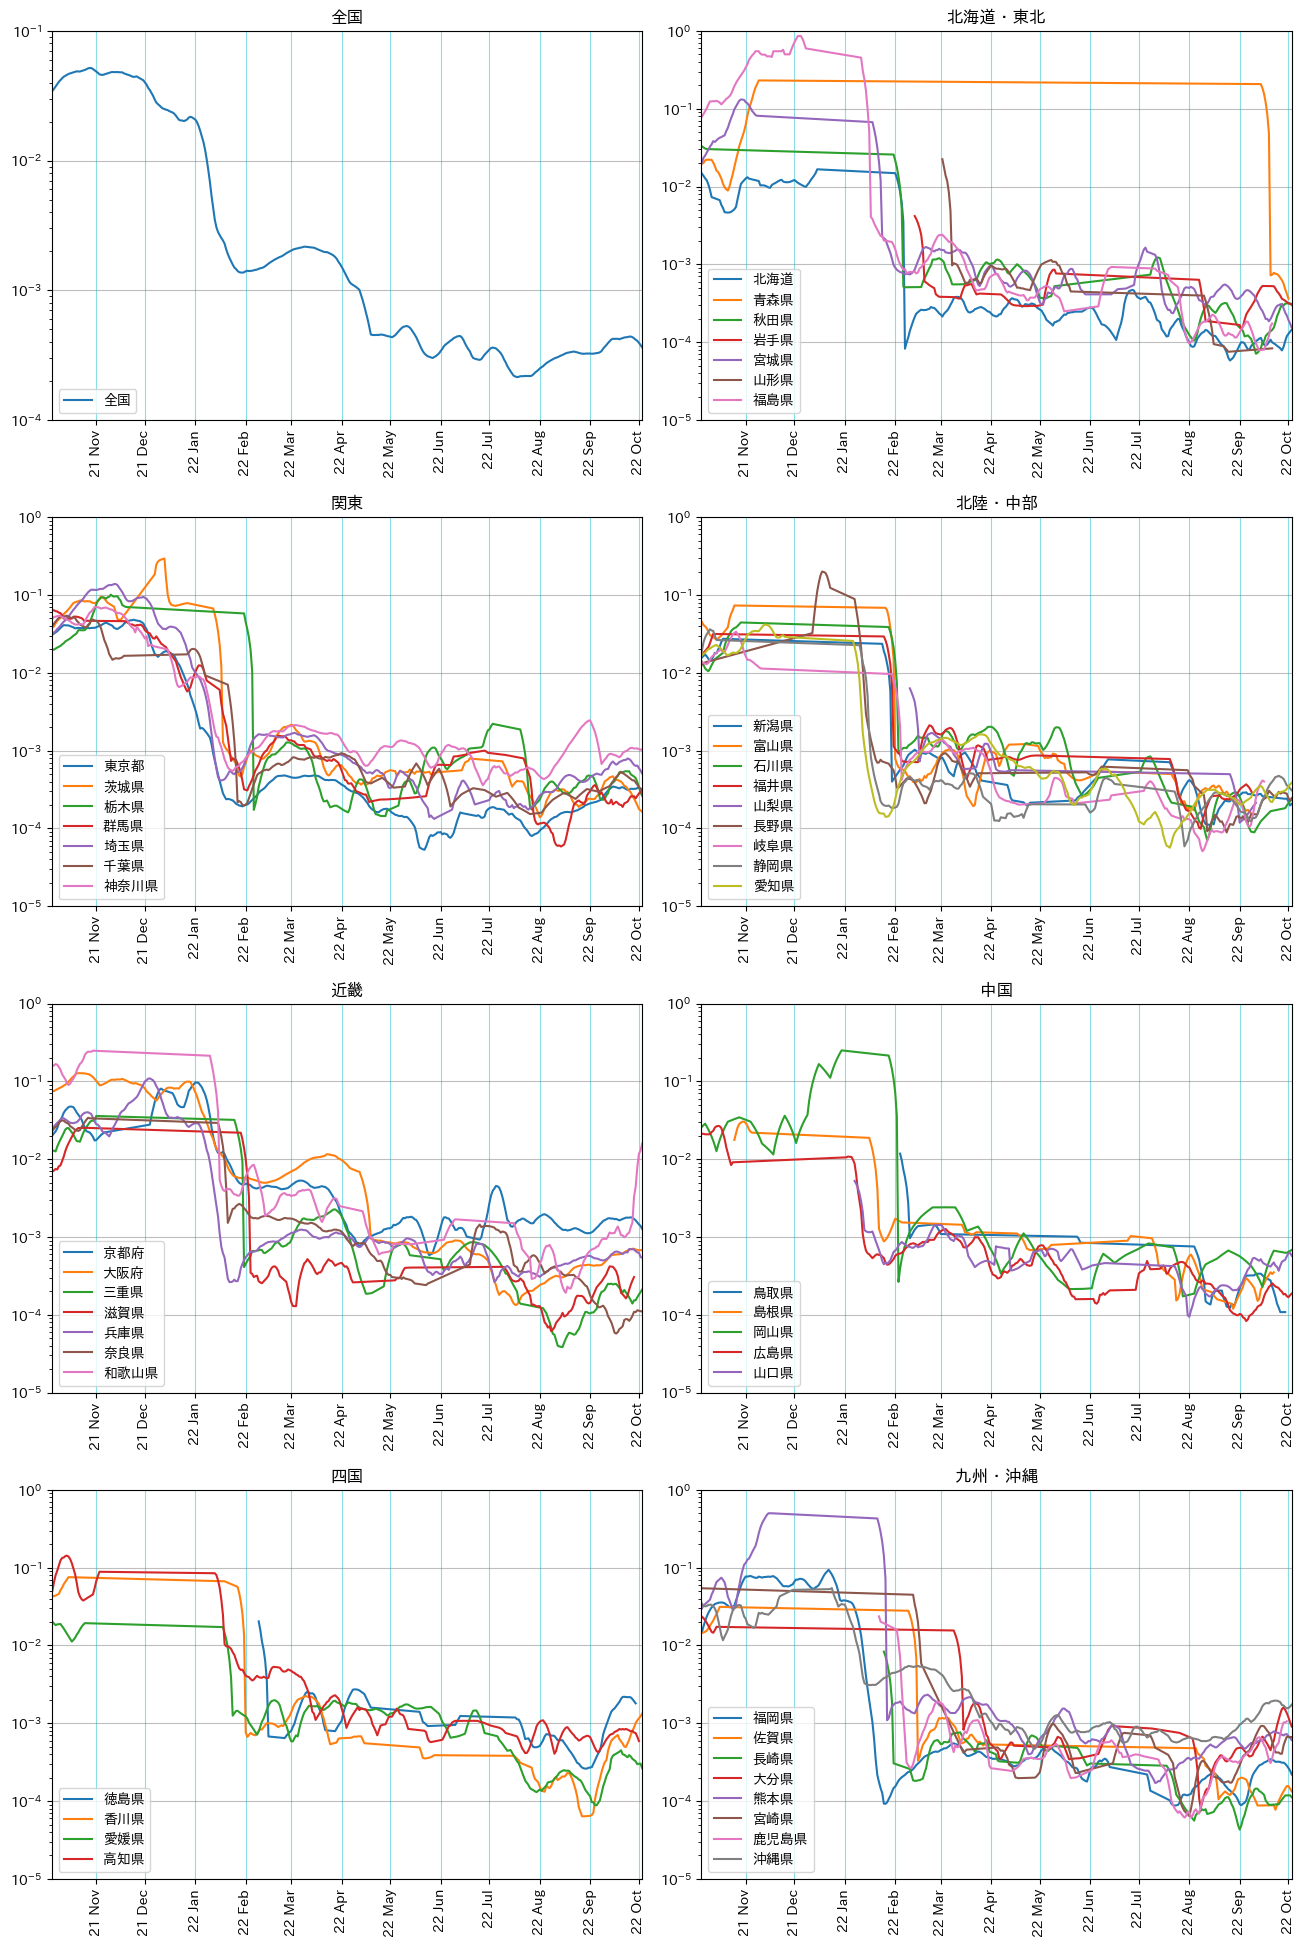 全国
10⁻¹
10⁻²
10⁻³
10⁻⁴
全国
21 Nov
21 Dec
22 Jan
22 Feb
22 Mar
22 Apr
22 May
22 Jun
22 Jul
22 Aug
22 Sep
22 Oct
北海道・東北
10⁰
10⁻¹
10⁻²
10⁻³
10⁻⁴
10⁻⁵
北海道
青森県
秋田県
岩手県
宮城県
山形県
福島県
21 Nov
21 Dec
22 Jan
22 Feb
22 Mar
22 Apr
22 May
22 Jun
22 Jul
22 Aug
22 Sep
22 Oct
関東
10⁰
10⁻¹
10⁻²
10⁻³
10⁻⁴
10⁻⁵
東京都
茨城県
栃木県
群馬県
埼玉県
千葉県
神奈川県
21 Nov
21 Dec
22 Jan
22 Feb
22 Mar
22 Apr
22 May
22 Jun
22 Jul
22 Aug
22 Sep
22 Oct
北陸・中部
10⁰
10⁻¹
10⁻²
10⁻³
10⁻⁴
10⁻⁵
新潟県
富山県
石川県
福井県
山梨県
長野県
岐阜県
静岡県
愛知県
21 Nov
21 Dec
22 Jan
22 Feb
22 Mar
22 Apr
22 May
22 Jun
22 Jul
22 Aug
22 Sep
22 Oct
近畿
10⁰
10⁻¹
10⁻²
10⁻³
10⁻⁴
10⁻⁵
京都府
大阪府
三重県
滋賀県
兵庫県
奈良県
和歌山県
21 Nov
21 Dec
22 Jan
22 Feb
22 Mar
22 Apr
22 May
22 Jun
22 Jul
22 Aug
22 Sep
22 Oct
中国
10⁰
10⁻¹
10⁻²
10⁻³
10⁻⁴
10⁻⁵
鳥取県
島根県
岡山県
広島県
山口県
21 Nov
21 Dec
22 Jan
22 Feb
22 Mar
22 Apr
22 May
22 Jun
22 Jul
22 Aug
22 Sep
22 Oct
四国
10⁰
10⁻¹
10⁻²
10⁻³
10⁻⁴
10⁻⁵
徳島県
香川県
愛媛県
高知県
21 Nov
21 Dec
22 Jan
22 Feb
22 Mar
22 Apr
22 May
22 Jun
22 Jul
22 Aug
22 Sep
22 Oct
九州・沖縄
10⁰
10⁻¹
10⁻²
10⁻³
10⁻⁴
10⁻⁵
福岡県
佐賀県
長崎県
大分県
熊本県
宮崎県
鹿児島県
沖縄県
21 Nov
21 Dec
22 Jan
22 Feb
22 Mar
22 Apr
22 May
22 Jun
22 Jul
22 Aug
22 Sep
22 Oct